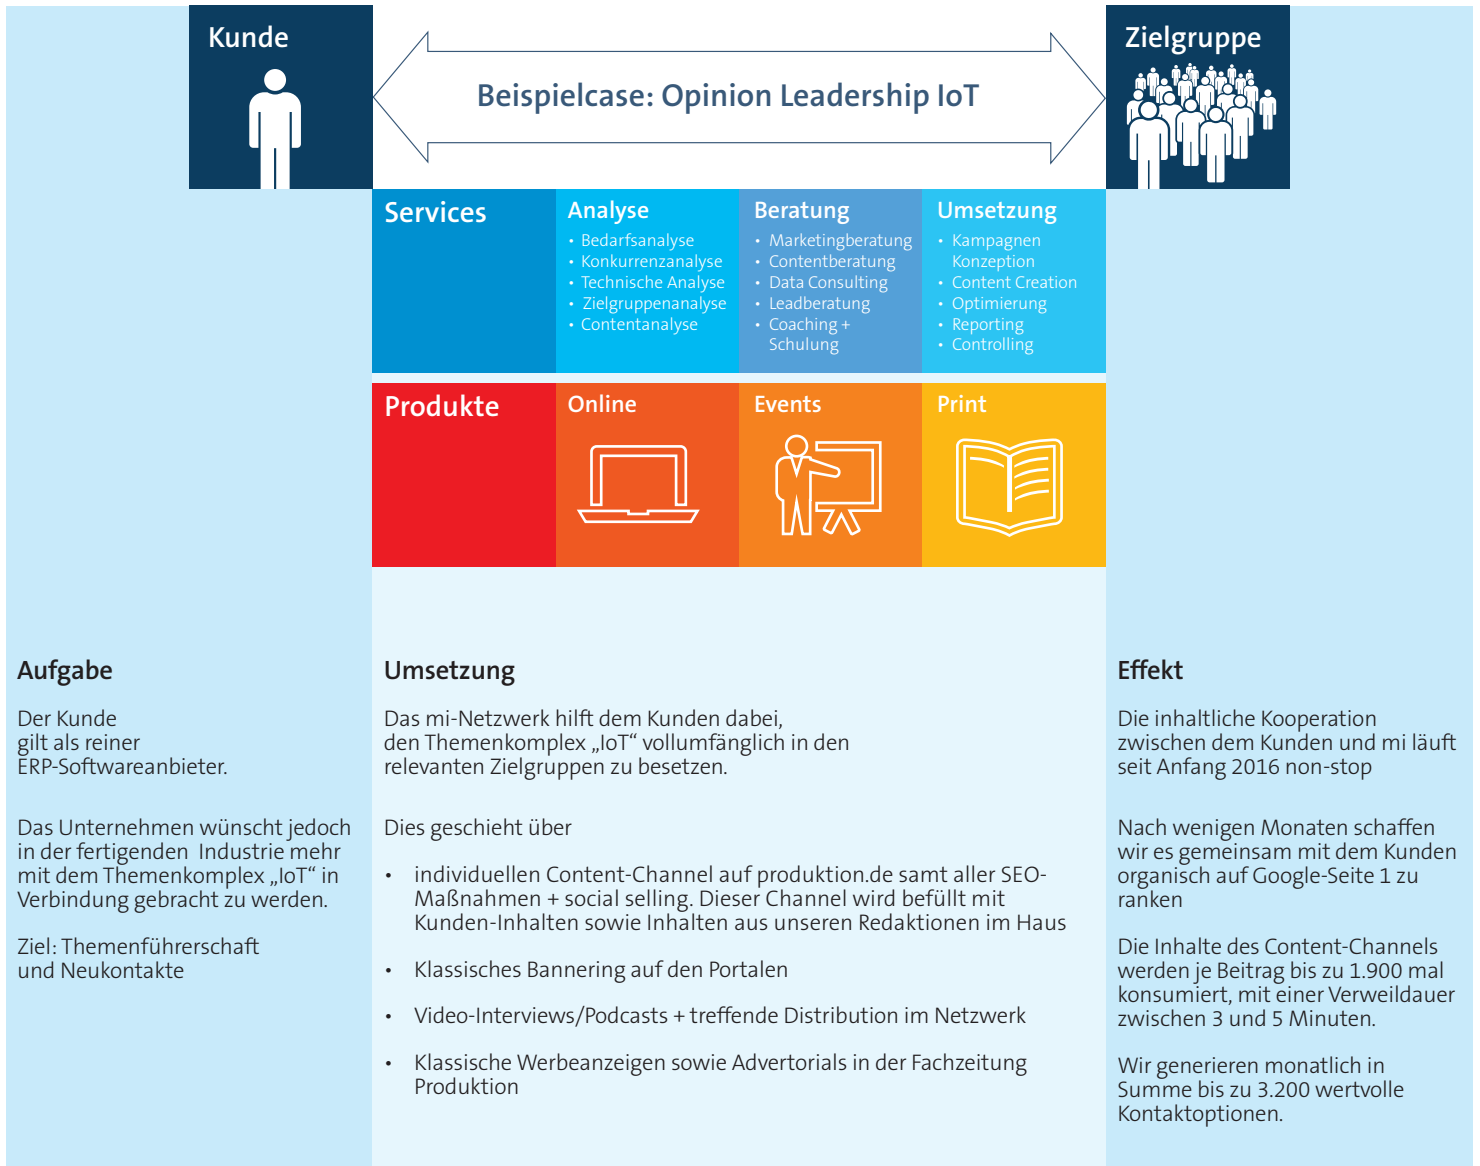 Kunde
Beispielcase: Opinion Leadership IoT
Zielgruppe
Services
Analyse
• Bedarfsanalyse
• Konkurrenzanalyse
• Technische Analyse
• Zielgruppenanalyse
• Contentanalyse
Beratung
• Marketingberatung
• Contentberatung
• Data Consulting
• Leadberatung
• Coaching +
Schulung
Umsetzung
• Kampagnen
Konzeption
• Content Creation
• Optimierung
• Reporting
• Controlling
Produkte
Online
Events
Print
Aufgabe
Der Kunde
gilt als reiner
ERP-Softwareanbieter.
Das Unternehmen wünscht jedoch
in der fertigenden Industrie mehr
mit dem Themenkomplex „IoT“ in
Verbindung gebracht zu werden.
Ziel: Themenführerschaft
und Neukontakte
Umsetzung
Das mi-Netzwerk hilft dem Kunden dabei,
den Themenkomplex „IoT“ vollumfänglich in den
relevanten Zielgruppen zu besetzen.
Dies geschieht über
• individuellen Content-Channel auf produktion.de samt aller SEO-
Maßnahmen + social selling. Dieser Channel wird befüllt mit
Kunden-Inhalten sowie Inhalten aus unseren Redaktionen im Haus
• Klassisches Bannering auf den Portalen
• Video-Interviews/Podcasts + treffende Distribution im Netzwerk
• Klassische Werbeanzeigen sowie Advertorials in der Fachzeitung
Produktion
Effekt
Die inhaltliche Kooperation
zwischen dem Kunden und mi läuft
seit Anfang 2016 non-stop
Nach wenigen Monaten schaffen
wir es gemeinsam mit dem Kunden
organisch auf Google-Seite 1 zu
ranken
Die Inhalte des Content-Channels
werden je Beitrag bis zu 1.900 mal
konsumiert, mit einer Verweildauer
zwischen 3 und 5 Minuten.
Wir generieren monatlich in
Summe bis zu 3.200 wertvolle
Kontaktoptionen.